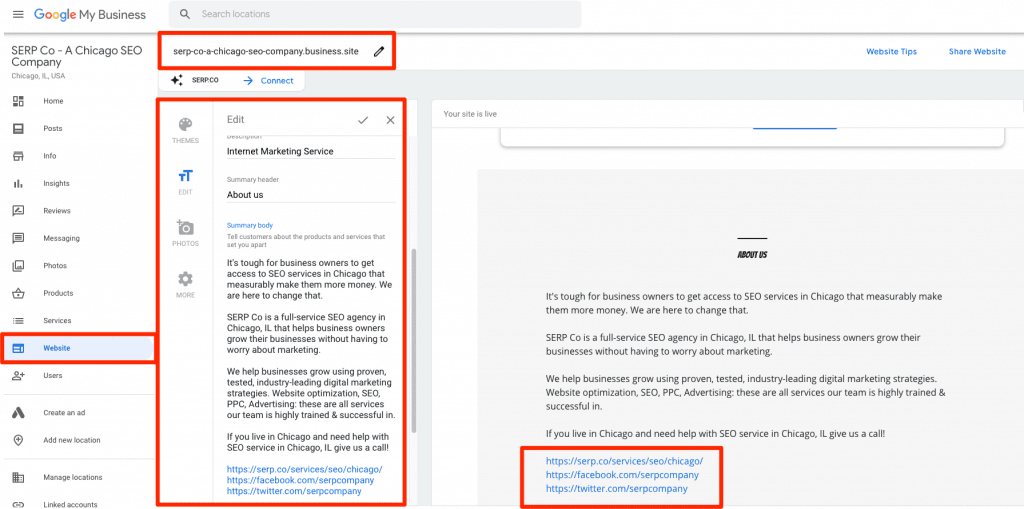 Google My Business
Search locations
SERP Co - A Chicago SEO
Company
Chicago, IL, USA
Home
Posts
Info
Insights
Reviews
Messaging
Photos
Products
Services
Website
Users
Create an ad
Add new location
Manage locations
Linked accounts
serp-co-a-chicago-seo-company.business.site
Website Tips
Share Website
SERP.CO
Connect
THEMES
EDIT
PHOTOS
MORE
Edit
Description
Internet Marketing Service
Summary header
About us
Summary body
Tell customers about the products and services that
set you apart
It's tough for business owners to get
access to SEO services in Chicago that
measurably make them more money. We
are here to change that.
SERP Co is a full-service SEO agency in
Chicago, IL that helps business owners
grow their businesses without having to
worry about marketing.
We help businesses grow using proven,
tested, industry-leading digital marketing
strategies. Website optimization, SEO,
PPC, Advertising: these are all services
our team is highly trained & successful in.
If you live in Chicago and need help with
SEO service in Chicago, IL give us a call!
https://serp.co/services/seo/chicago/
https://facebook.com/serpcompany
https://twitter.com/serpcompany
Your site is live
ABOUT US
It's tough for business owners to get access to SEO services in Chicago that measurably make
them more money. We are here to change that.
SERP Co is a full-service SEO agency in Chicago, IL that helps business owners grow their
businesses without having to worry about marketing.
We help businesses grow using proven, tested, industry-leading digital marketing strategies.
Website optimization, SEO, PPC, Advertising: these are all services our team is highly trained &
successful in.
If you live in Chicago and need help with SEO service in Chicago, IL give us a call!
https://serp.co/services/seo/chicago/
https://facebook.com/serpcompany
https://twitter.com/serpcompany